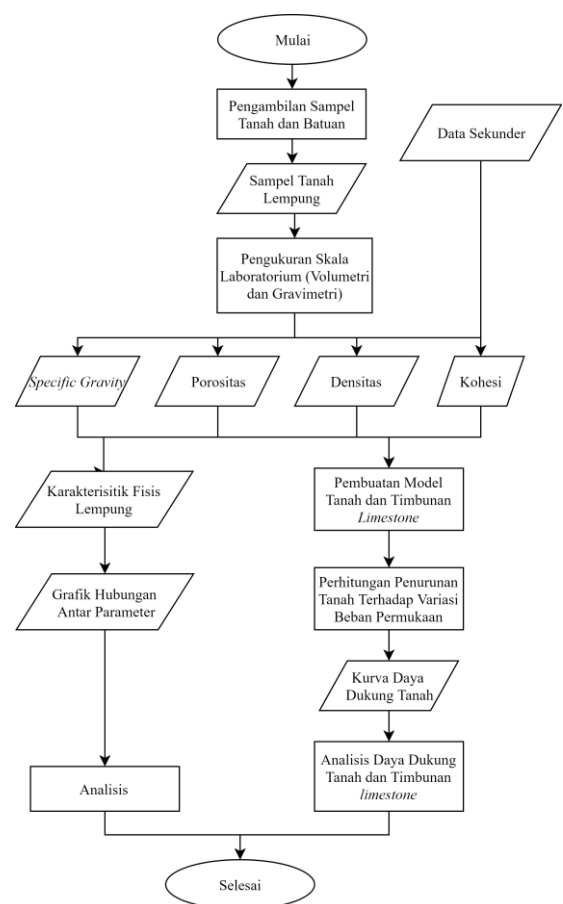 Mulai
Pengambilan Sampel
Tanah dan Batuan
Data Sekunder
Sampel Tanah
Lempung
Pengukuran Skala
Laboratorium (Volumetri
dan Gravimetri)
Specific Gravity
Porositas
Densitas
Kohesi
Karakterisitik Fisis
Lempung
Pembuatan Model
Tanah dan Timbunan
Limestone
Grafik Hubungan
Antar Parameter
Perhitungan Penurunan
Tanah Terhadap Variasi
Beban Permukaan
Kurva Daya
Dukung Tanah
Analisis
Analisis Daya Dukung
Tanah dan Timbunan
limestone
Selesai